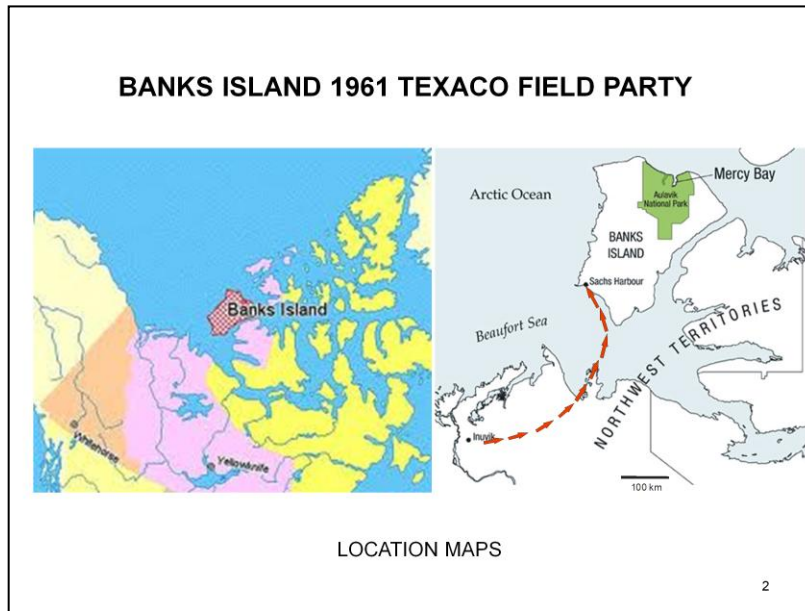 BANKS ISLAND 1961 TEXACO FIELD PARTY
Banks Island
Whitehorse
Yellowknife
Mercy Bay
Arctic Ocean
Aulavik
National Park
BANKS
ISLAND
Sachs Harbour
Beaufort Sea
NORTHWEST TERRITORIES
Inuvik
100 km
LOCATION MAPS
2